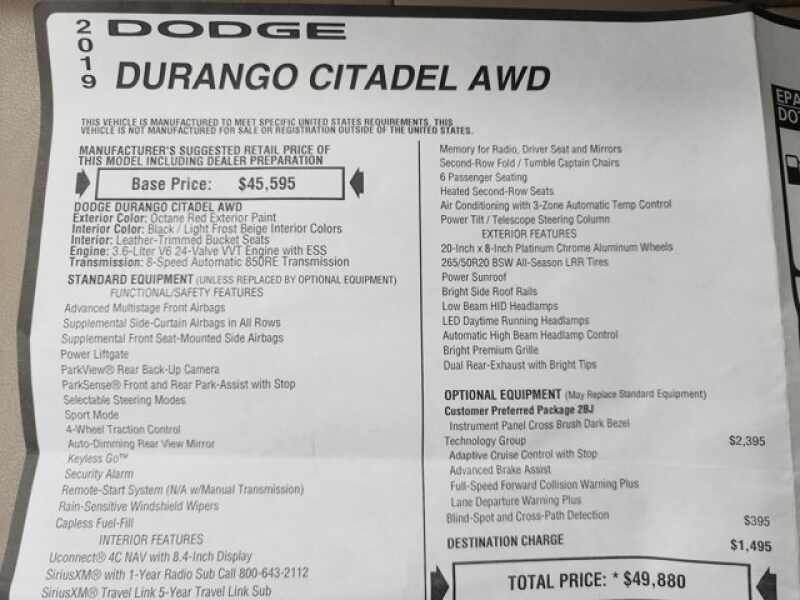 2019
DODGE
DURANGO CITADEL AWD
THIS VEHICLE IS MANUFACTURED TO MEET SPECIFIC UNITED STATES REQUIREMENTS. THIS
VEHICLE IS NOT MANUFACTURED FOR SALE OR REGISTRATION OUTSIDE OF THE UNITED STATES.
MANUFACTURER'S SUGGESTED RETAIL PRICE OF
THIS MODEL INCLUDING DEALER PREPARATION
Base Price: $45,595
DODGE DURANGO CITADEL AWD
Exterior Color: Octane Red Exterior Paint
Interior Color: Black / Light Frost Beige Interior Colors
Interior: Leather-Trimmed Bucket Seats
Engine: 3.6-Liter V6 24-Valve VVT Engine with ESS
Transmission: 8-Speed Automatic 850RE Transmission
STANDARD EQUIPMENT (UNLESS REPLACED BY OPTIONAL EQUIPMENT)
FUNCTIONAL/SAFETY FEATURES
Advanced Multistage Front Airbags
Supplemental Side-Curtain Airbags in All Rows
Supplemental Front Seat-Mounted Side Airbags
Power Liftgate
ParkView® Rear Back-Up Camera
ParkSense® Front and Rear Park-Assist with Stop
Selectable Steering Modes
Sport Mode
4-Wheel Traction Control
Auto-Dimming Rear View Mirror
Keyless Go™
Security Alarm
Remote-Start System (N/A w/Manual Transmission)
Rain-Sensitive Windshield Wipers
Capless Fuel-Fill
INTERIOR FEATURES
Uconnect® 4C NAV with 8.4-Inch Display
SiriusXM® with 1-Year Radio Sub Call 800-643-2112
SiriusXM® Travel Link 5-Year Travel Link Sub
Memory for Radio, Driver Seat and Mirrors
Second-Row Fold / Tumble Captain Chairs
6 Passenger Seating
Heated Second-Row Seats
Air Conditioning with 3-Zone Automatic Temp Control
Power Tilt / Telescope Steering Column
EXTERIOR FEATURES
20-Inch x 8-Inch Platinum Chrome Aluminum Wheels
265/50R20 BSW All-Season LRR Tires
Power Sunroof
Bright Side Roof Rails
Low Beam HID Headlamps
LED Daytime Running Headlamps
Automatic High Beam Headlamp Control
Bright Premium Grille
Dual Rear-Exhaust with Bright Tips
OPTIONAL EQUIPMENT (May Replace Standard Equipment)
Customer Preferred Package 2BJ
Instrument Panel Cross Brush Dark Bezel
Technology Group $2,395
Adaptive Cruise Control with Stop
Advanced Brake Assist
Full-Speed Forward Collision Warning Plus
Lane Departure Warning Plus
Blind-Spot and Cross-Path Detection $395
DESTINATION CHARGE $1,495
TOTAL PRICE: * $49,880
EPA
DOT